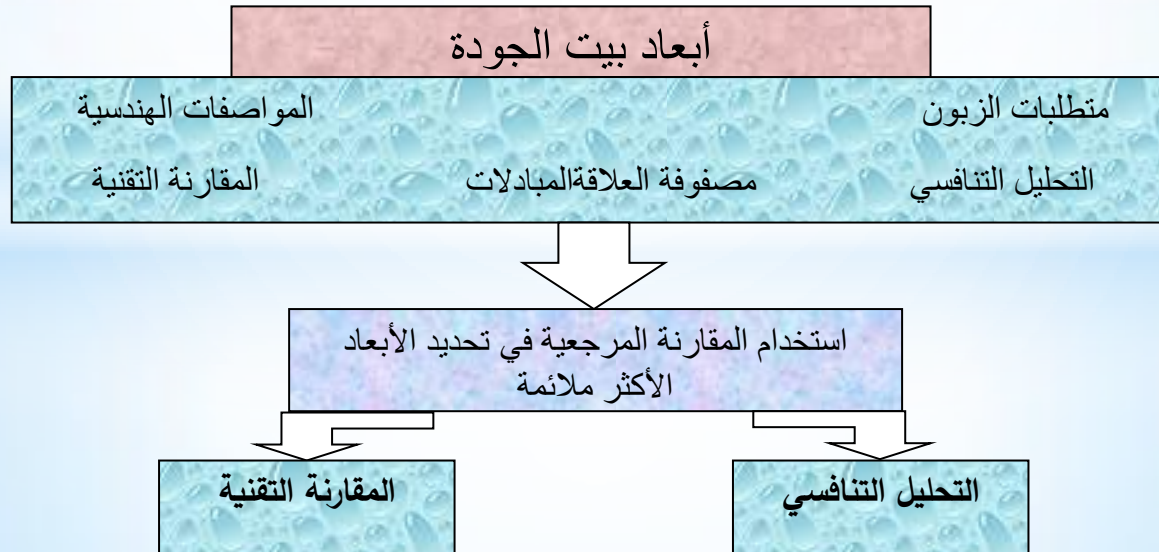 أبعاد بيت الجودة
متطلبات الزبون المواصفات الهندسية
التحليل التنافسي مصفوفة العلاقةالمبادلات المقارنة التقنية
استخدام المقارنة المرجعية في تحديد الأبعاد
الأكثر ملائمة
التحليل التنافسي
المقارنة التقنية